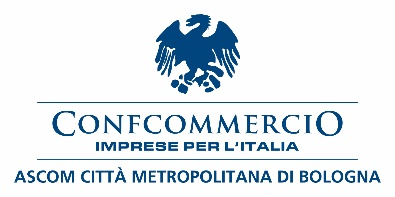 CONFCOMMERCIO
IMPRESE PER L'ITALIA
ASCOM CITTÀ METROPOLITANA DI BOLOGNA